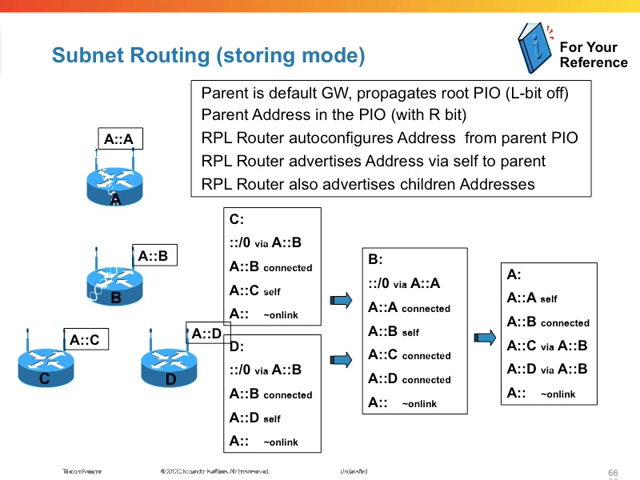 Subnet Routing (storing mode)
For Your
Reference
Parent is default GW, propagates root PIO (L-bit off)
Parent Address in the PIO (with R bit)
RPL Router autoconfigures Address from parent PIO
RPL Router advertises Address via self to parent
RPL Router also advertises children Addresses
A::A
A
A::B
B
A::C
C
A::D
D
C:
::/0 via A::B
A::B connected
A::C self
A:: ~onlink
D:
::/0 via A::B
A::B connected
A::D self
A:: ~onlink
B:
::/0 via A::A
A::A connected
A::B self
A::C connected
A::D connected
A:: ~onlink
A:
A::A self
A::B connected
A::C via A::B
A::D via A::B
A:: ~onlink
66